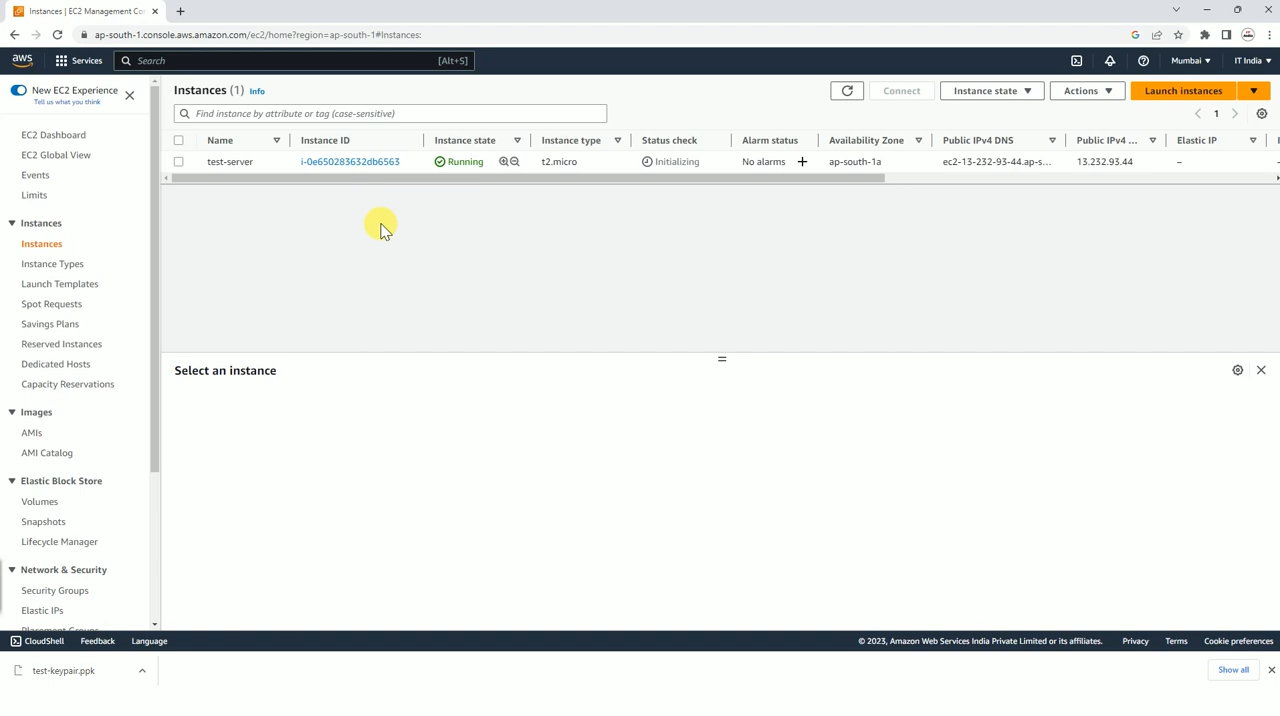 Instances | EC2 Management Co
ap-south-1.console.aws.amazon.com/ec2/home?region=ap-south-1#Instances:
aws
Services
Search
[Alt+S]
Mumbai
IT India
New EC2 Experience
Tell us what you think
EC2 Dashboard
EC2 Global View
Events
Limits
Instances
Instances
Instance Types
Launch Templates
Spot Requests
Savings Plans
Reserved Instances
Dedicated Hosts
Capacity Reservations
Images
AMIs
AMI Catalog
Elastic Block Store
Volumes
Snapshots
Lifecycle Manager
Network & Security
Security Groups
Elastic IPs
Placement Groups
Instances (1) Info
Connect
Instance state
Actions
Launch instances
Find instance by attribute or tag (case-sensitive)
1
Name Instance ID Instance state Instance type Status check Alarm status Availability Zone Public IPv4 DNS Public IPv4 ... Elastic IP
test-server i-0e650283632db6563 Running t2.micro Initializing No alarms + ap-south-1a ec2-13-232-93-44.ap-s... 13.232.93.44 –
Select an instance
CloudShell Feedback Language
© 2023, Amazon Web Services India Private Limited or its affiliates. Privacy Terms Cookie preferences
test-keypair.ppk
Show all